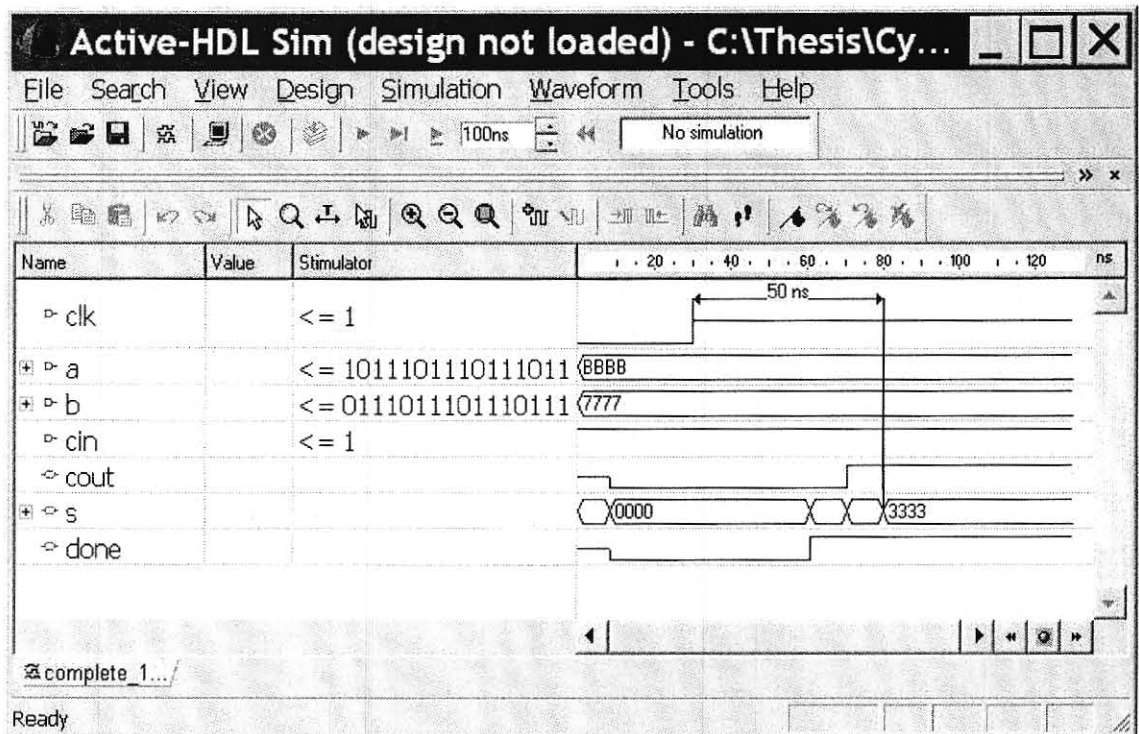 Active-HDL Sim (design not loaded) - C:\Thesis\Cy...
File Search View Design Simulation Waveform Tools Help
100ns No simulation
Name Value Stimulator 20 40 60 80 100 120 ns
50 ns
clk <= 1
a <= 1011101110111011 BBBB
b <= 0111011101110111 7777
cin <= 1
cout
s 0000 3333
done
complete_1...
Ready